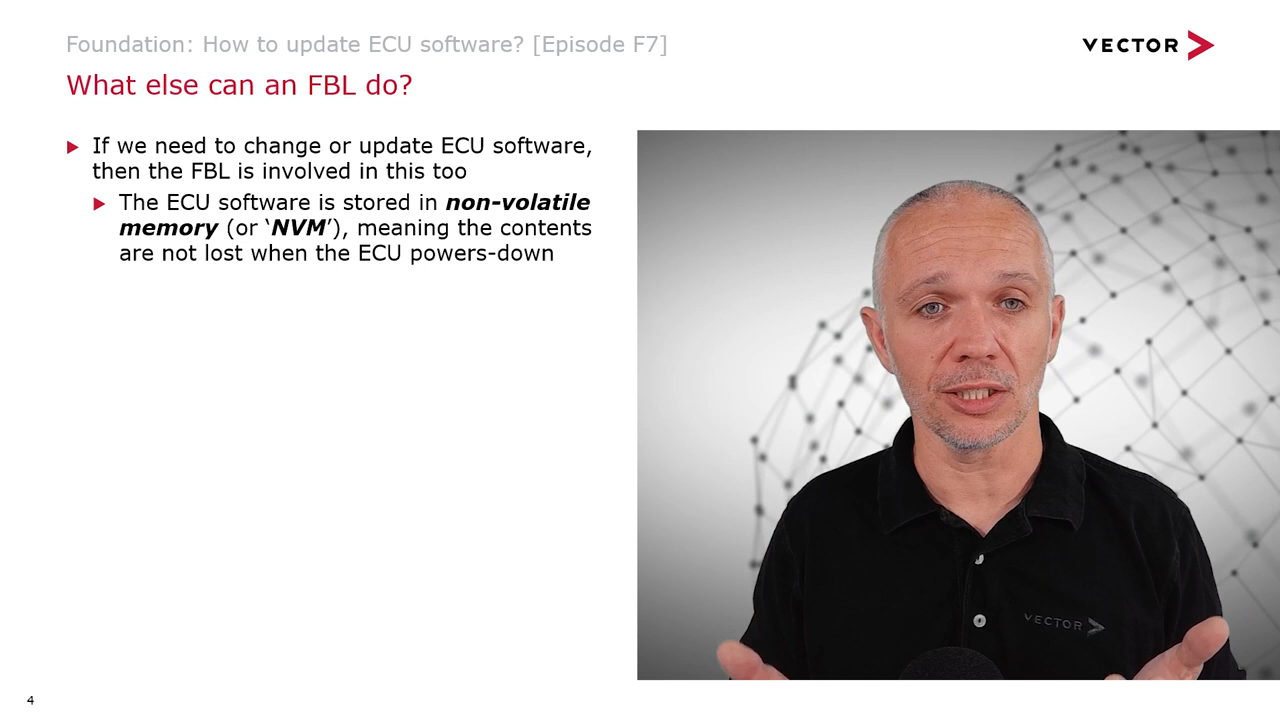 Foundation: How to update ECU software? [Episode F7]
VECTOR
What else can an FBL do?
If we need to change or update ECU software,
then the FBL is involved in this too
The ECU software is stored in non-volatile
memory (or ‘NVM’), meaning the contents
are not lost when the ECU powers-down
VECTOR
4